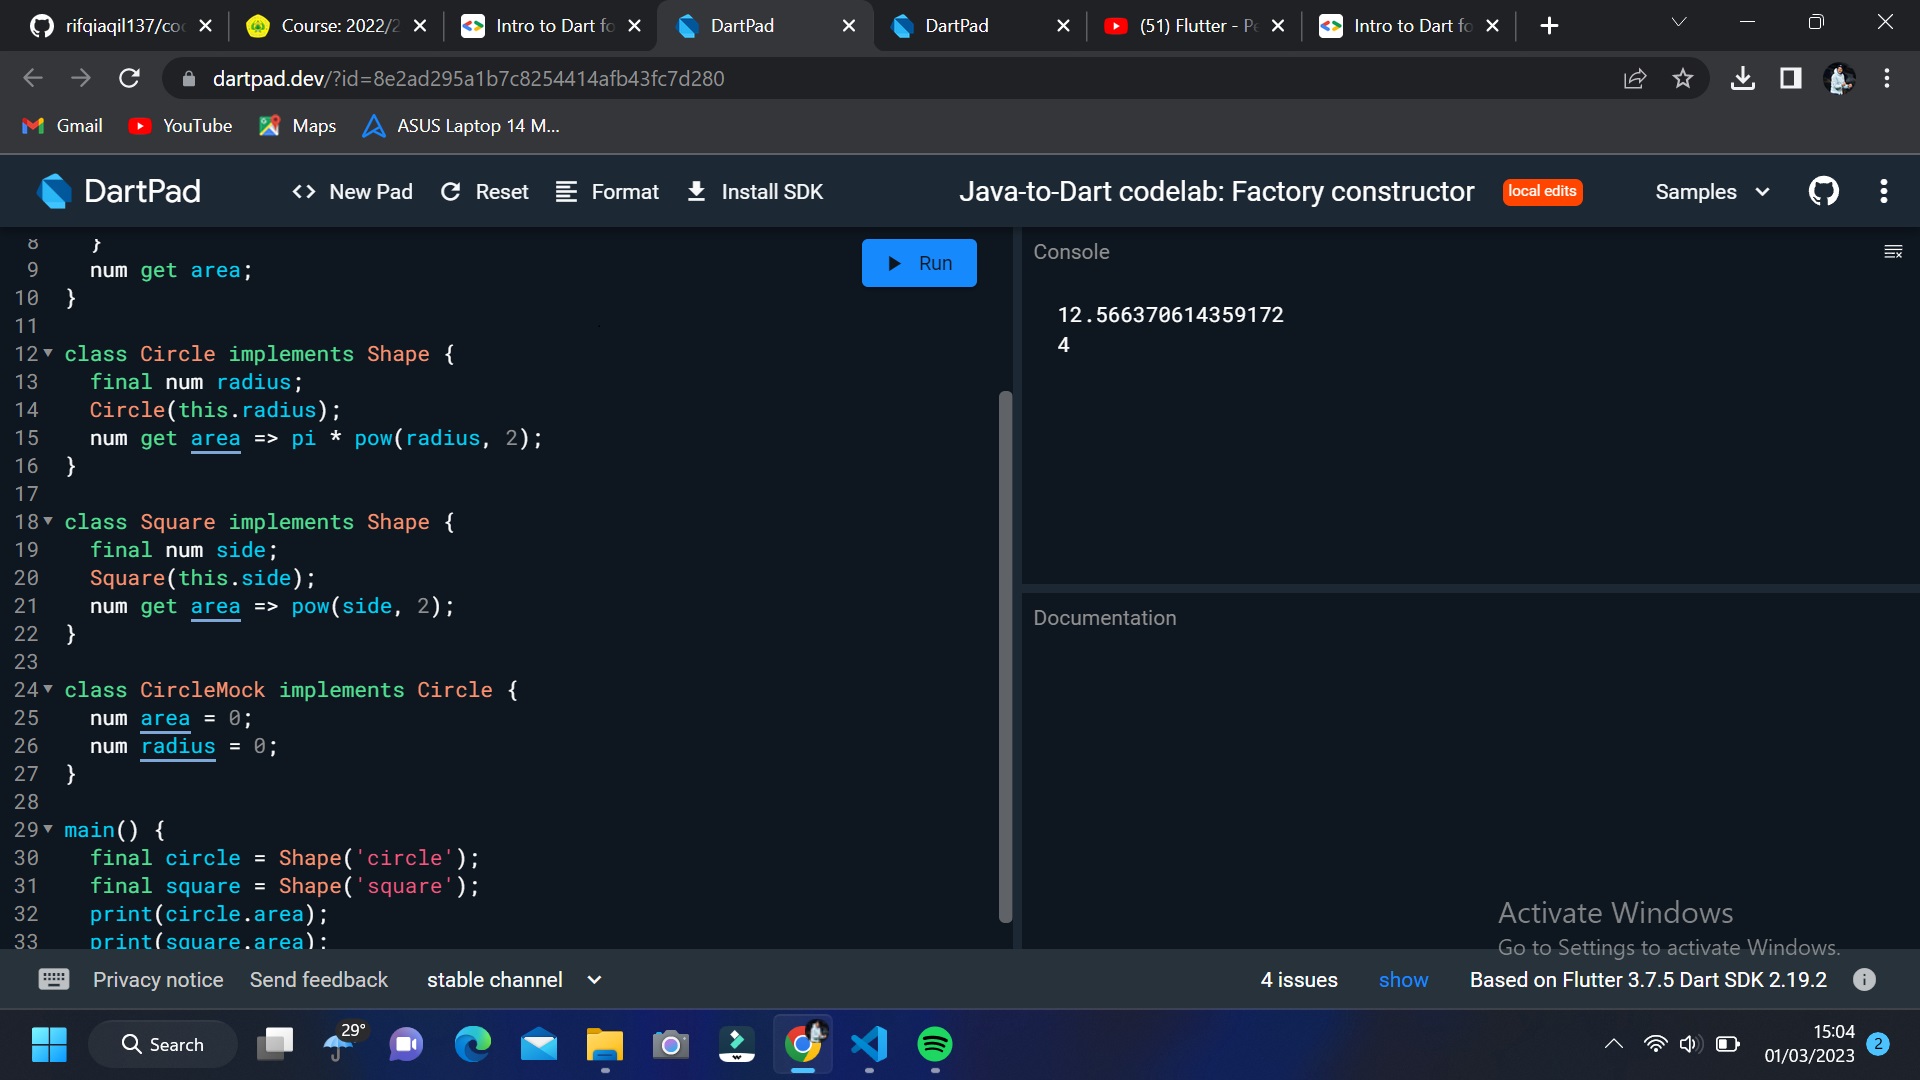 rifqiaqil137/co
Course: 2022/2
Intro to Dart fo
DartPad
DartPad
(51) Flutter - Pe
Intro to Dart fo
dartpad.dev/?id=8e2ad295a1b7c8254414afb43fc7d280
Gmail YouTube Maps ASUS Laptop 14 M...
DartPad <> New Pad Reset Format Install SDK Java-to-Dart codelab: Factory constructor local edits Samples
8 }
9 num get area;
10 }
11
12 class Circle implements Shape {
13 final num radius;
14 Circle(this.radius);
15 num get area => pi * pow(radius, 2);
16 }
17
18 class Square implements Shape {
19 final num side;
20 Square(this.side);
21 num get area => pow(side, 2);
22 }
23
24 class CircleMock implements Circle {
25 num area = 0;
26 num radius = 0;
27 }
28
29 main() {
30 final circle = Shape('circle');
31 final square = Shape('square');
32 print(circle.area);
33 print(square.area);
Run
Console
12.566370614359172
4
Documentation
Activate Windows
Go to Settings to activate Windows.
Privacy notice Send feedback stable channel 4 issues show Based on Flutter 3.7.5 Dart SDK 2.19.2
Search 29° 15:04
01/03/2023 2